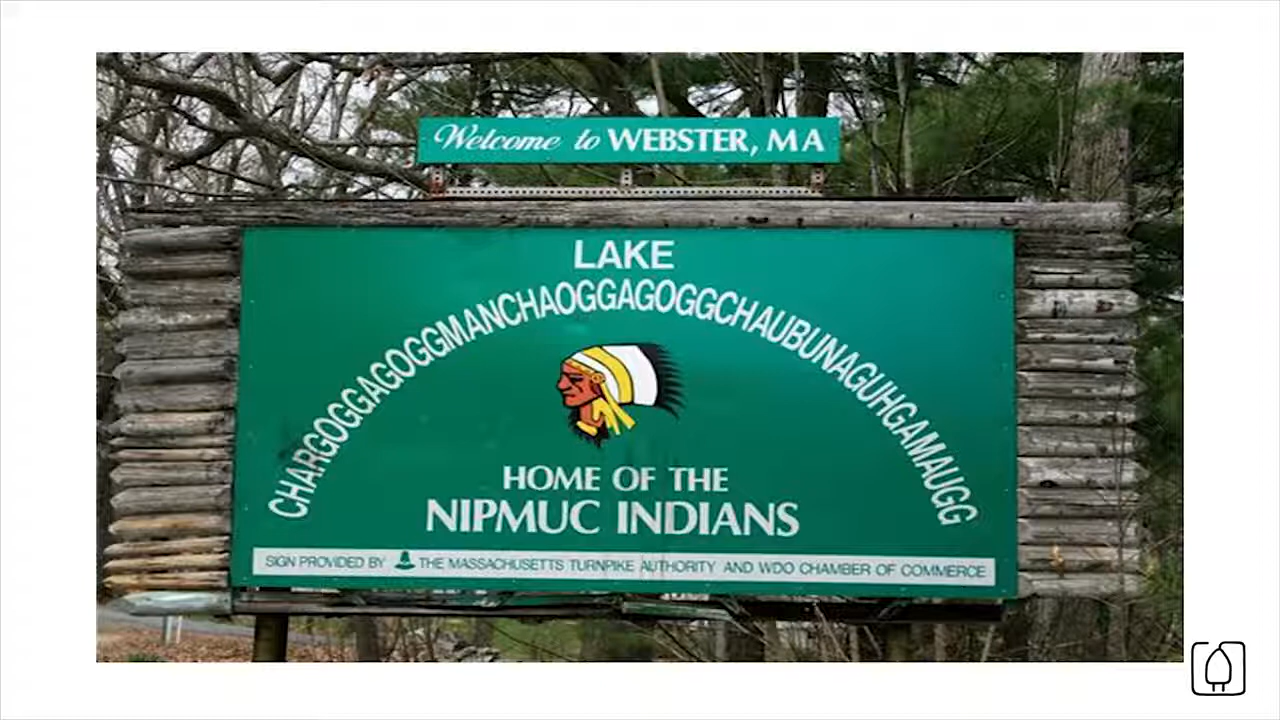 Welcome to WEBSTER, MA
LAKE
CHARGOGGAGOGGMANCHAOGGAGOGGCHAUBUNAGUHGAMAUGG
HOME OF THE
NIPMUC INDIANS
SIGN PROVIDED BY THE MASSACHUSETTS TURNPIKE AUTHORITY AND WDO CHAMBER OF COMMERCE